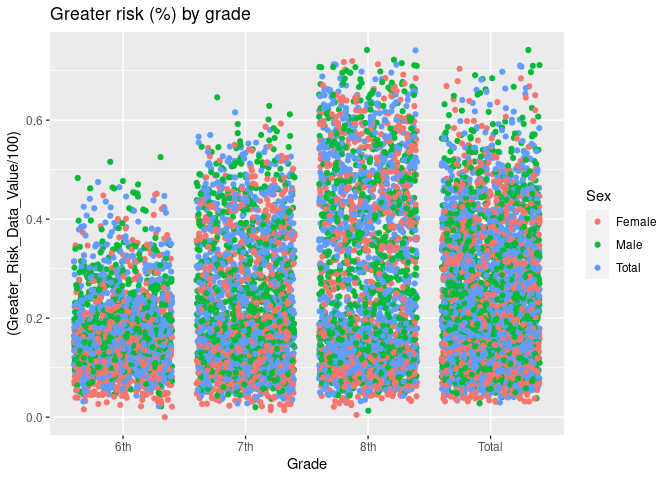 Greater risk (%) by grade
(Greater_Risk_Data_Value/100)
0.6
0.4
0.2
0.0
6th 7th 8th Total
Grade
Sex
Female
Male
Total